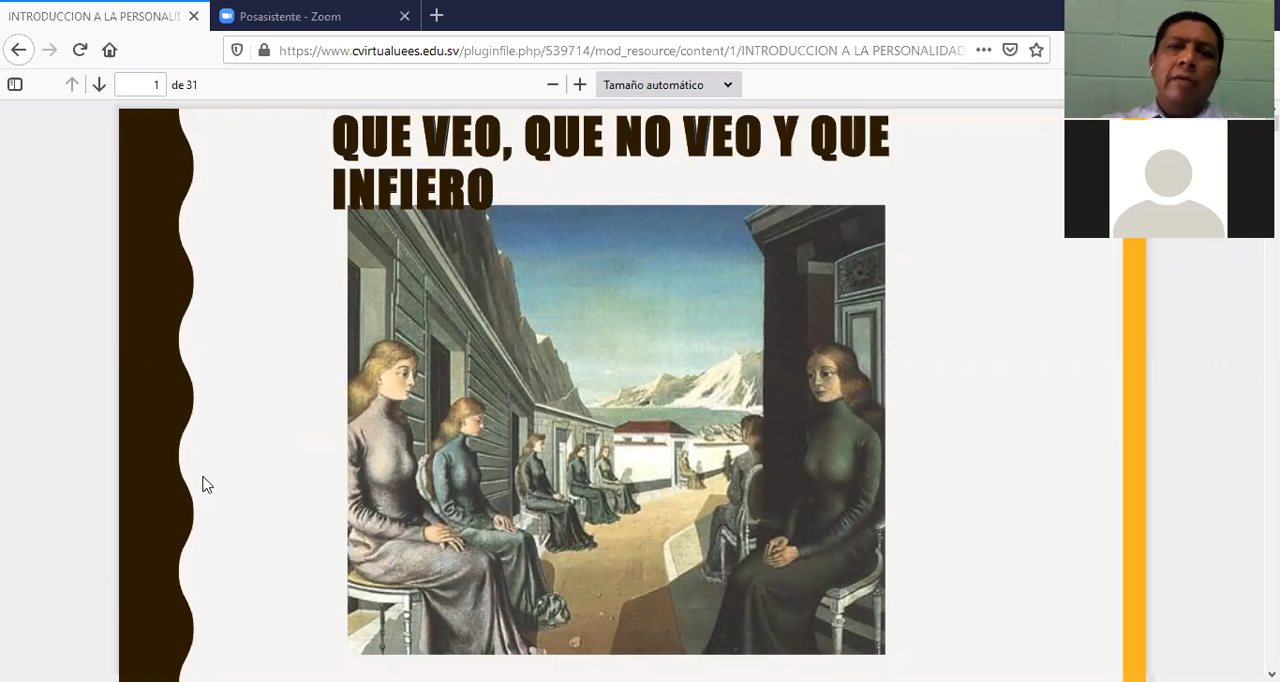 INTRODUCCION A LA PERSONALID
Posasistente - Zoom
https://www.cvirtualuees.edu.sv/pluginfile.php/539714/mod_resource/content/1/INTRODUCCION A LA PERSONALIDAD
1 de 31
Tamaño automático
QUE VEO, QUE NO VEO Y QUE
INFIERO